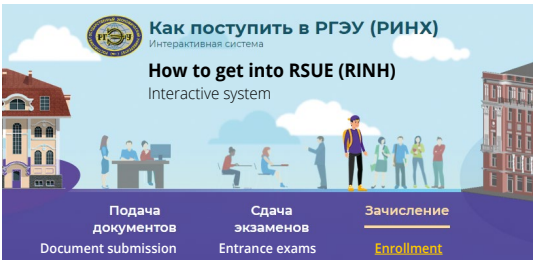 Как поступить в РГЭУ (РИНХ)
Интерактивная система
How to get into RSUE (RINH)
Interactive system
Подача документов
Document submission
Сдача экзаменов
Entrance exams
Зачисление
Enrollment